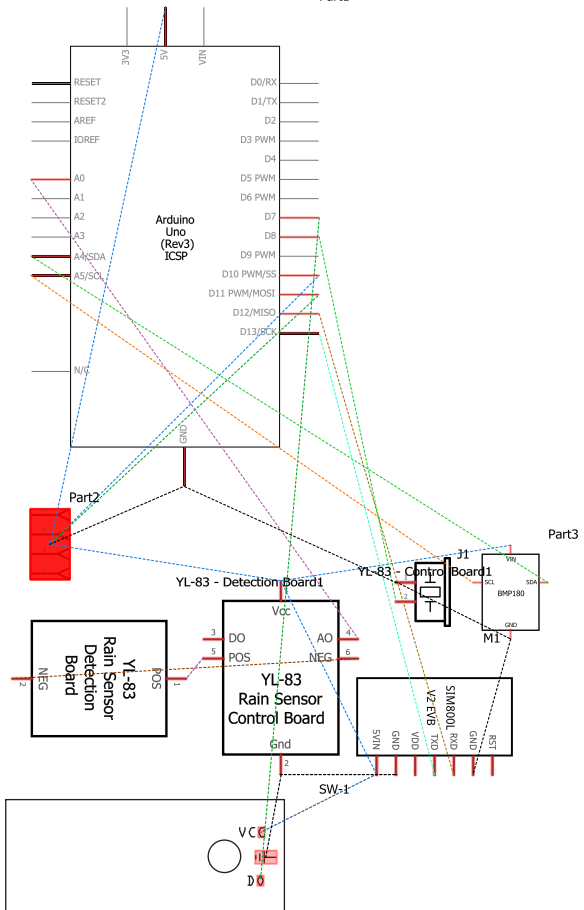 3V3
5V
VIN
RESET
RESET2
AREF
IOREF
A0
A1
A2
A3
A4/SDA
A5/SCL
N/C
D0/RX
D1/TX
D2
D3 PWM
D4
D5 PWM
D6 PWM
D7
D8
D9 PWM
D10 PWM/SS
D11 PWM/MOSI
D12/MISO
D13/SCK
Arduino
Uno
(Rev3)
ICSP
GND
Part2
Part3
J1
YL-83 - Detection Board1
YL-83 - Control Board1
VIN
SCL
SDA
BMP180
GND
M1
2
Vcc
3
DO
AO
4
5
POS
NEG
6
YL-83
Rain Sensor
Control Board
Gnd
2
2
NEG
YL-83
Rain Sensor
Detection
Board
POS
1
SIM800L
V2 EVB
5VIN
GND
VDD
TXD
RXD
GND
RST
SW-1
VCC
DO